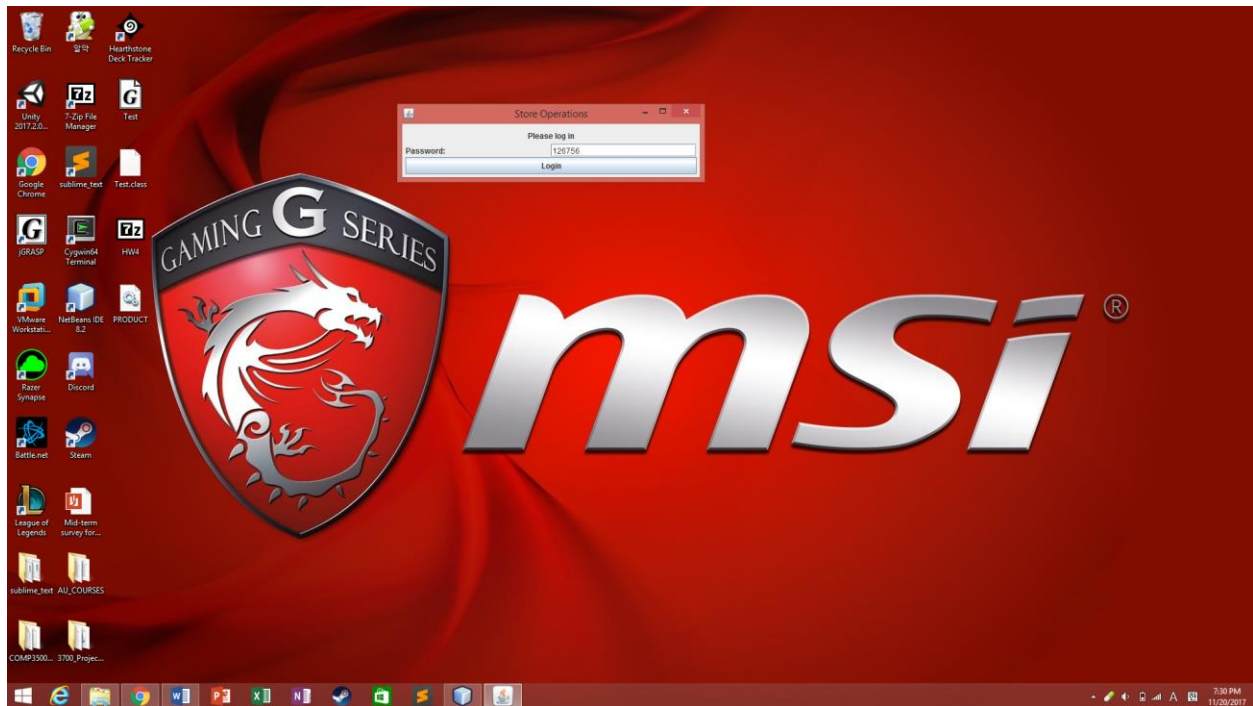 Recycle Bin
알약
Hearthstone
Deck Tracker
Unity
2017.2.0...
7-Zip File
Manager
Test
Google
Chrome
sublime_text
Test.class
jGRASP
Cygwin64
Terminal
HW4
VMware
Workstati...
NetBeans IDE
8.2
PRODUCT
Razer
Synapse
Discord
Battle.net
Steam
League of
Legends
Mid-term
survey for...
sublime_text
AU_COURSES
COMP3500...
3700_Projec...
Store Operations
Please log in
Password:
126756
Login
GAMING G SERIES
msi
®
A
7:30 PM
11/20/2017